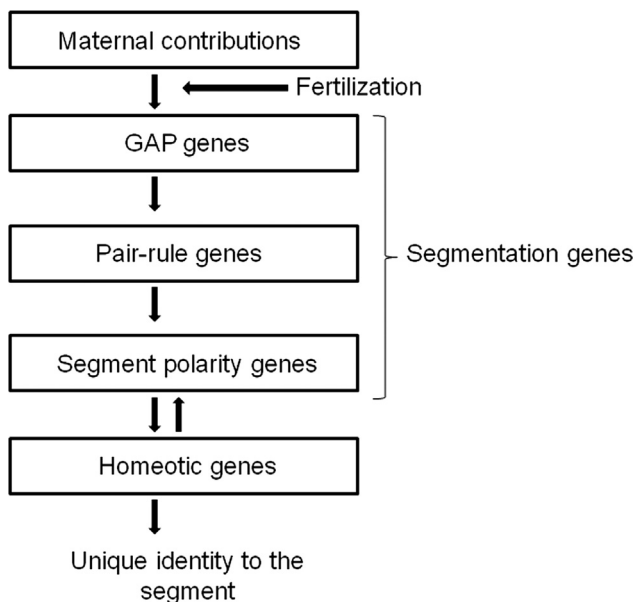 Maternal contributions
Fertilization
GAP genes
Pair-rule genes
Segmentation genes
Segment polarity genes
Homeotic genes
Unique identity to the
segment